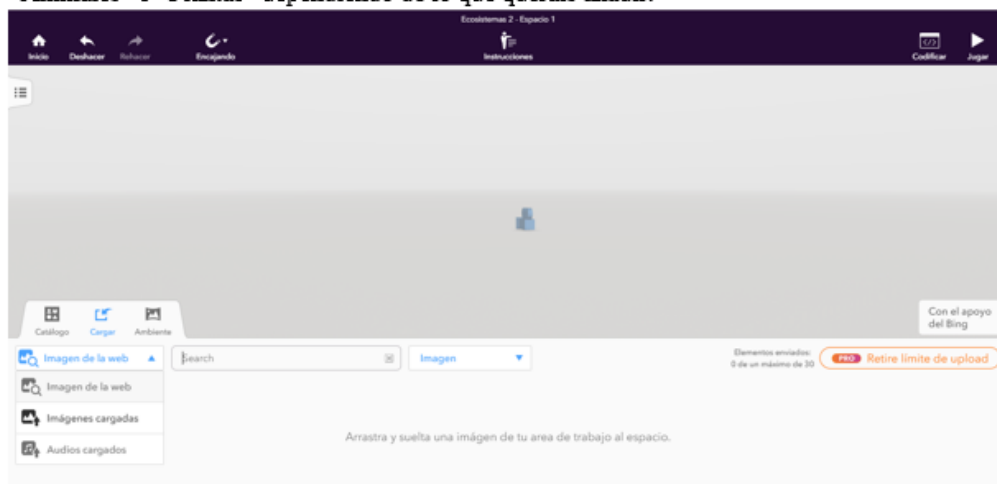 Ecosistemas 2 - Espacio 1
Inicio Deshacer Rehacer Encajando Instrucciones Codificar Jugar
Catálogo Cargar Ambiente
Con el apoyo
del Bing
Imagen de la web Search Imagen
Elementos enviados:
0 de un máximo de 30
PRO Retire límite de upload
Imagen de la web
Imágenes cargadas
Audios cargados
Arrastra y suelta una imágen de tu area de trabajo al espacio.